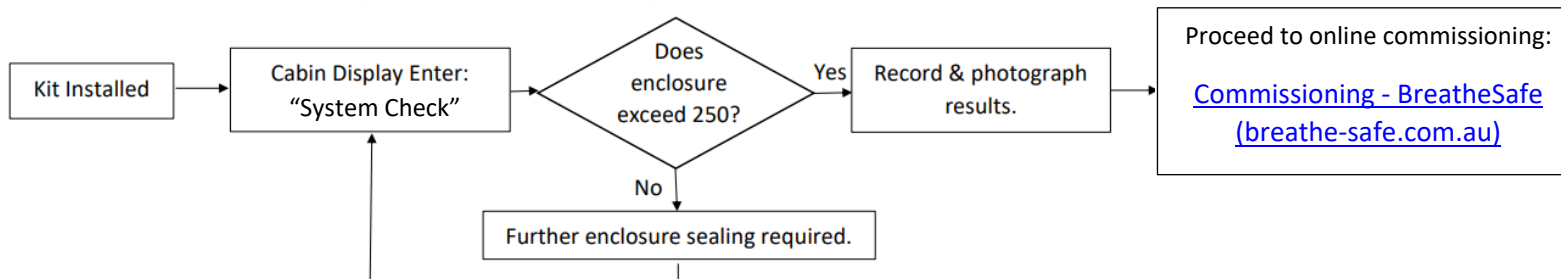 Kit Installed
Cabin Display Enter:
“System Check”
Does
enclosure
exceed 250?
Yes
Record & photograph
results.
Proceed to online commissioning:
Commissioning - BreatheSafe
(breathe-safe.com.au)
No
Further enclosure sealing required.